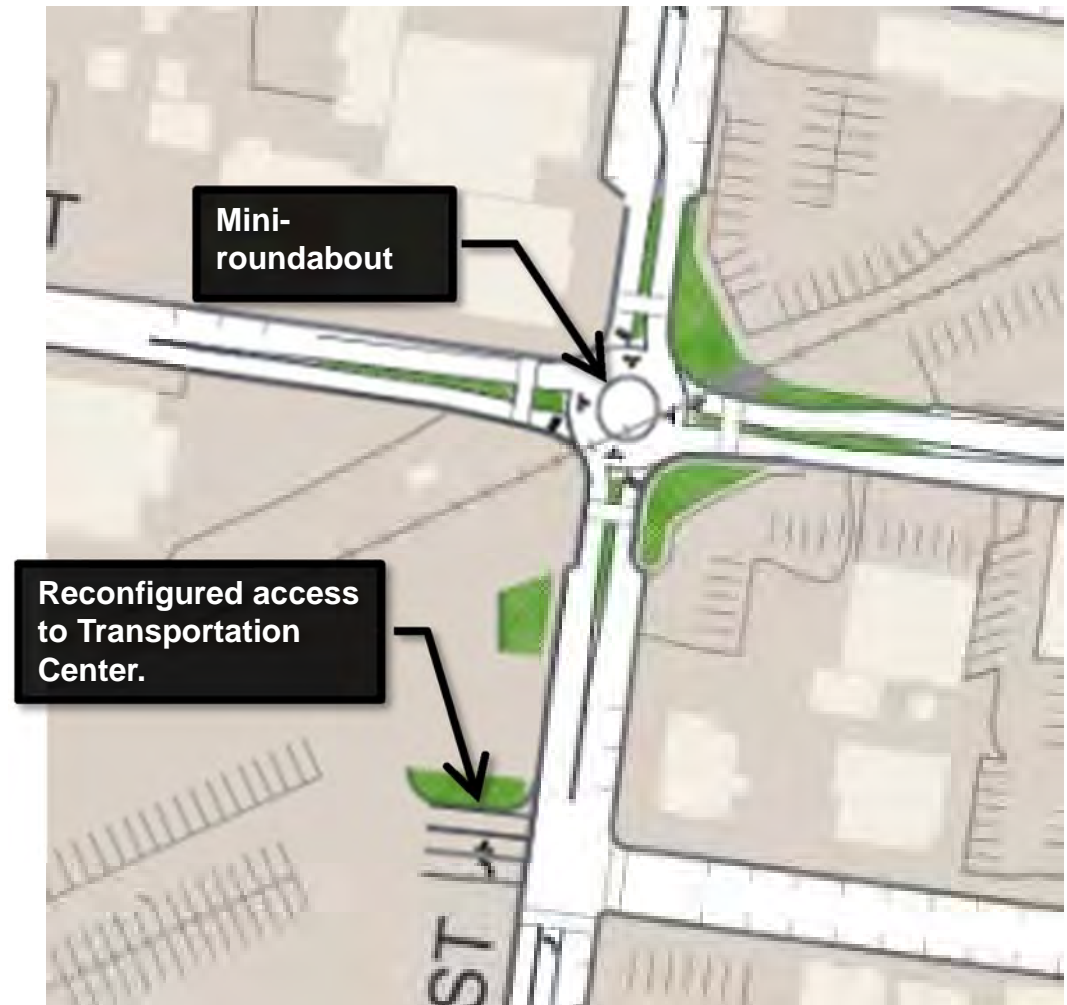 Mini-
roundabout
T
Reconfigured access
to Transportation
Center.
ST